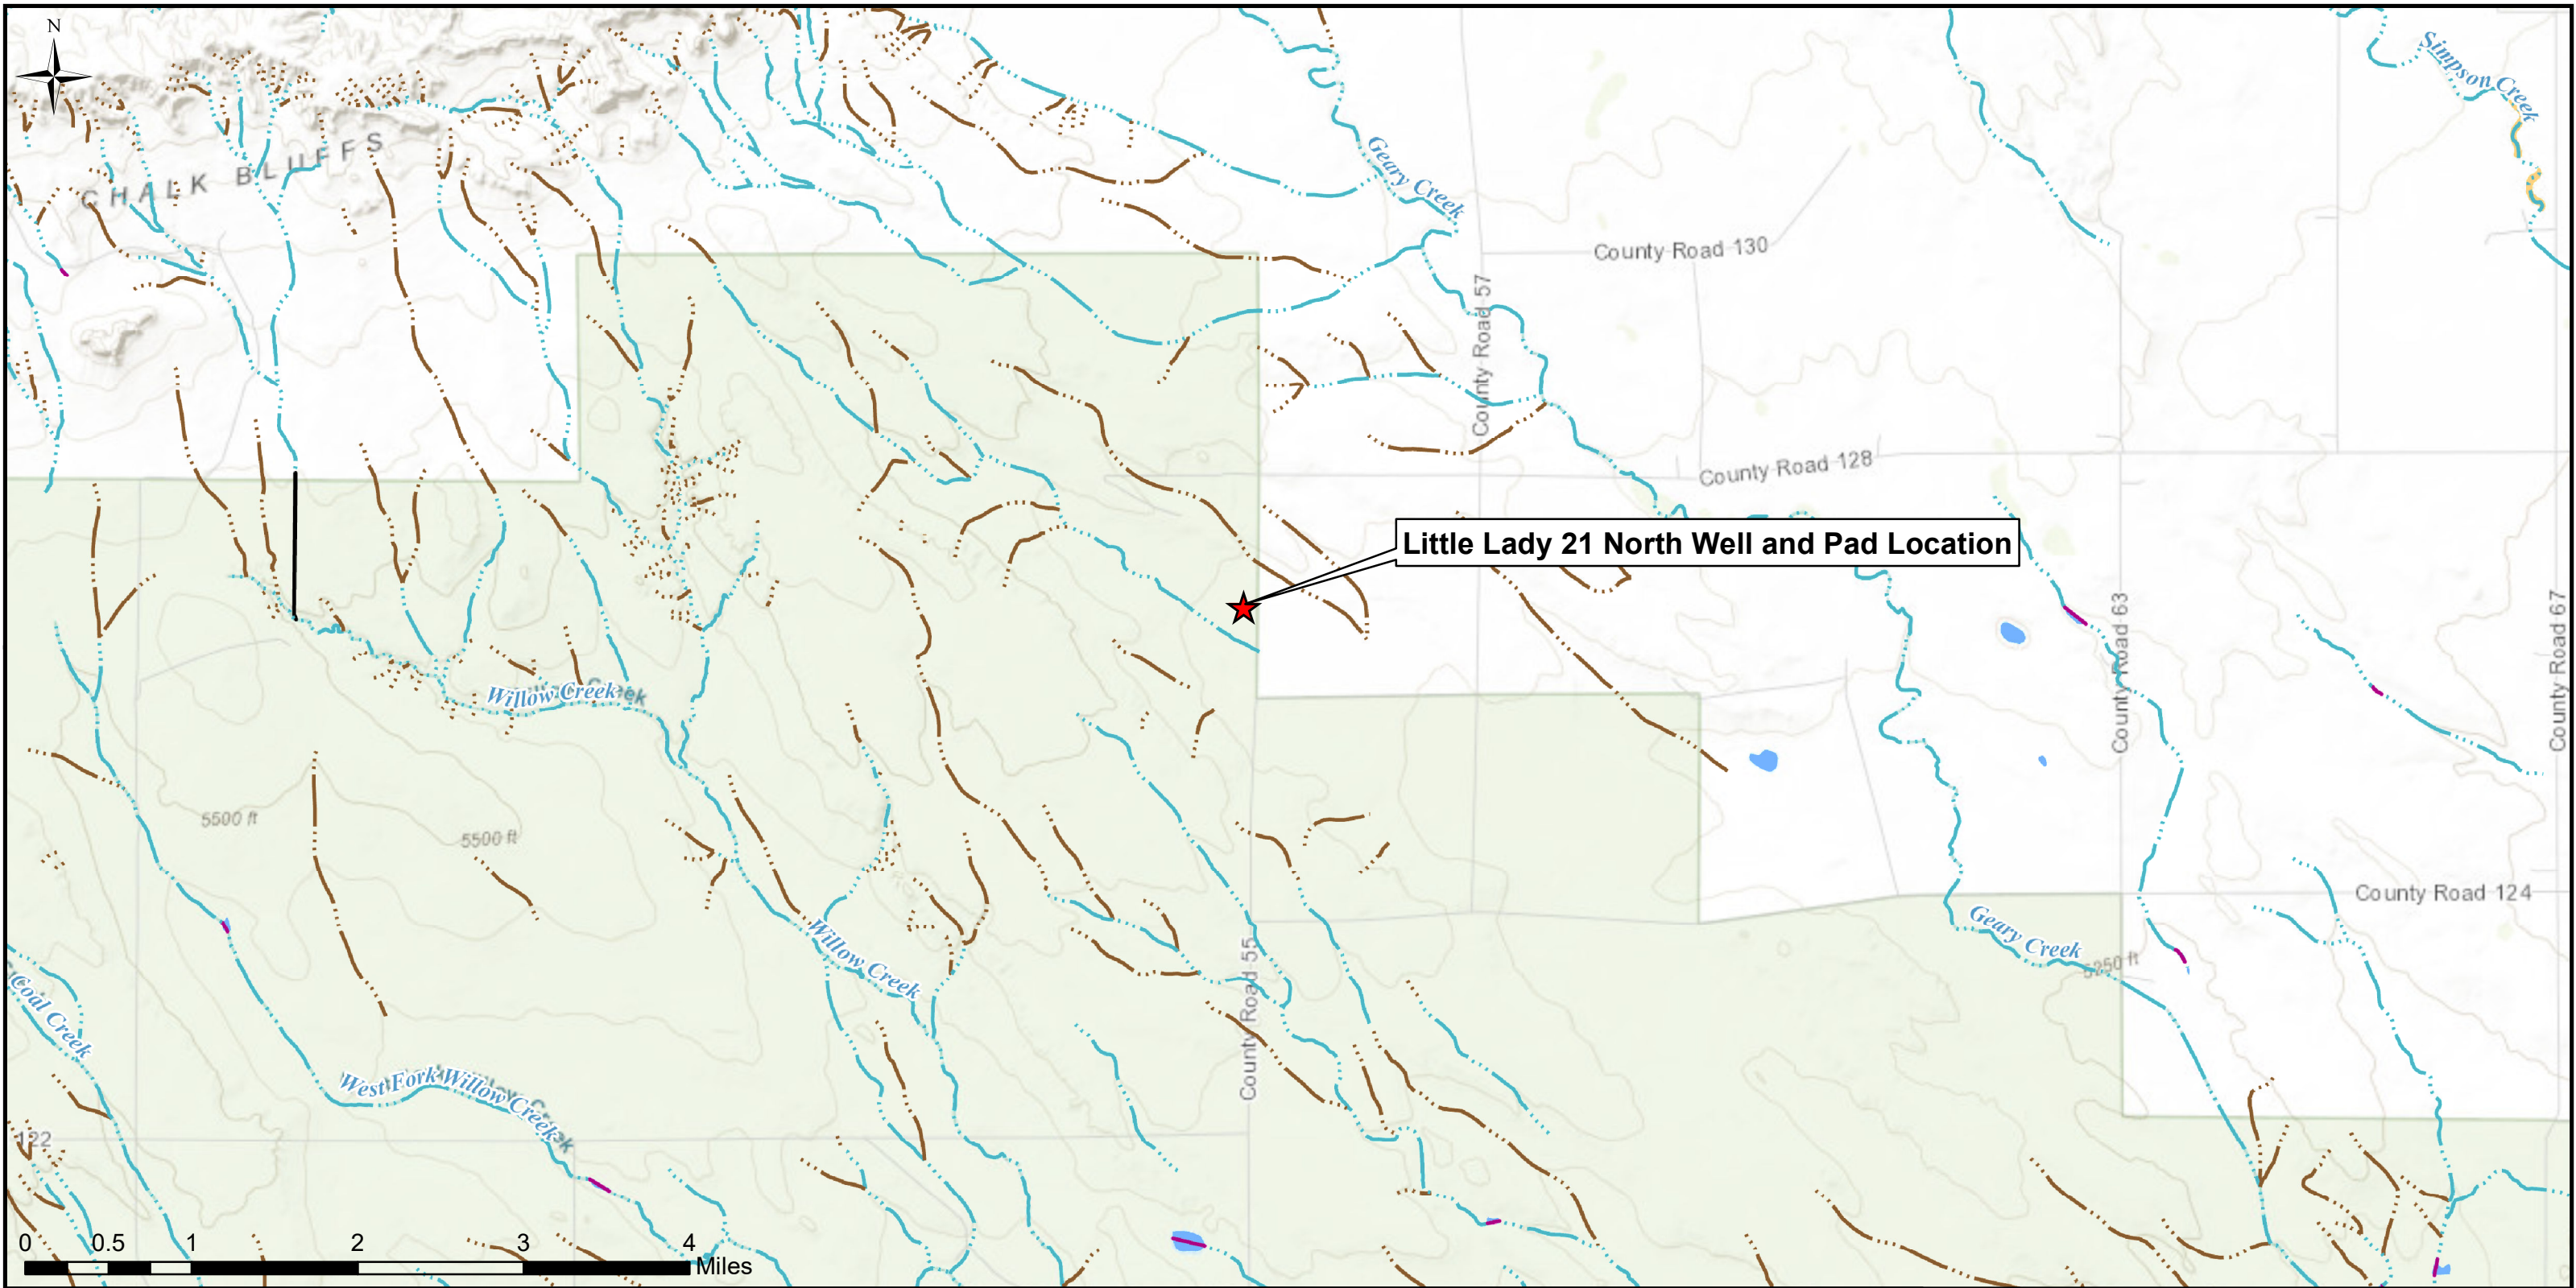 N
Simpson Creek
CHALK BLUFFS
Geary Creek
County Road 130
County Road 57
County Road 128
Little Lady 21 North Well and Pad Location
County Road 63
County Road 67
Willow Creek
5500 ft
5500 ft
County Road 124
Willow Creek
Geary Creek
5250 ft
County Road 55
Coal Creek
West Fork Willow Creek
122
0 0.5 1 2 3 4
Miles